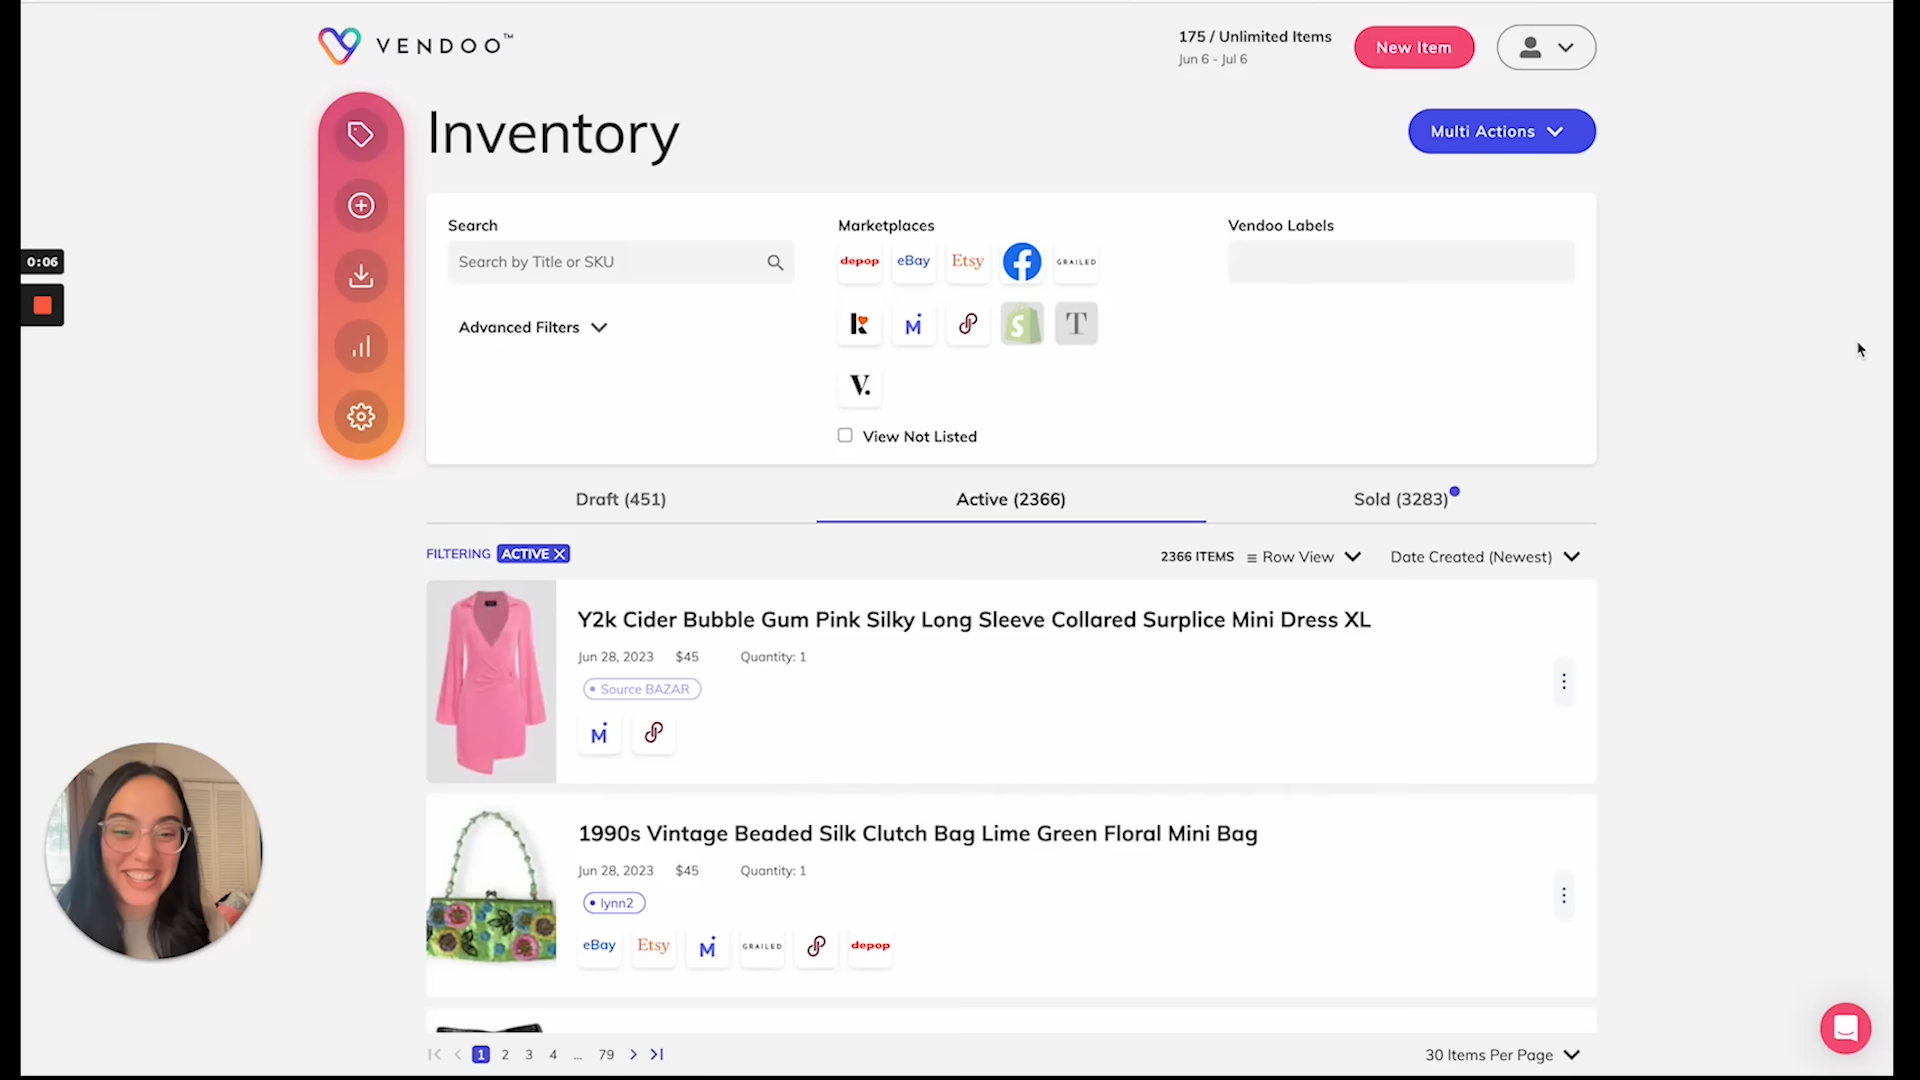 VENDOO™
175 / Unlimited Items
Jun 6 - Jul 6
New Item
Inventory
Multi Actions
Search
Search by Title or SKU
Advanced Filters
Marketplaces
depop eBay Etsy f GRAILED
k M S T
V.
View Not Listed
Vendoo Labels
0:06
Draft (451)
Active (2366)
Sold (3283)
FILTERING ACTIVE
2366 ITEMS
Row View
Date Created (Newest)
Y2k Cider Bubble Gum Pink Silky Long Sleeve Collared Surplice Mini Dress XL
Jun 28, 2023 $45 Quantity: 1
• Source BAZAR
M
1990s Vintage Beaded Silk Clutch Bag Lime Green Floral Mini Bag
Jun 28, 2023 $45 Quantity: 1
• lynn2
eBay Etsy M GRAILED depop
1 2 3 4 ... 79
30 Items Per Page